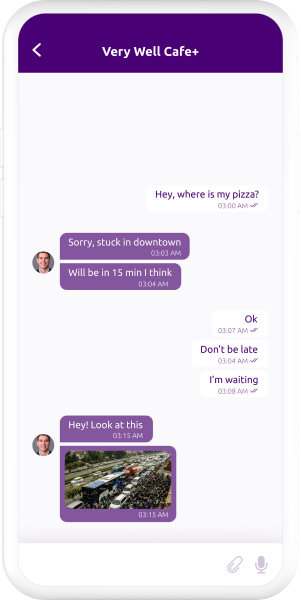 Very Well Cafe+
Hey, where is my pizza?
03:00 AM
Sorry, stuck in downtown
03:03 AM
Will be in 15 min I think
03:04 AM
Ok
03:07 AM
Don't be late
03:04 AM
I'm waiting
03:08 AM
Hey! Look at this
03:15 AM
03:15 AM